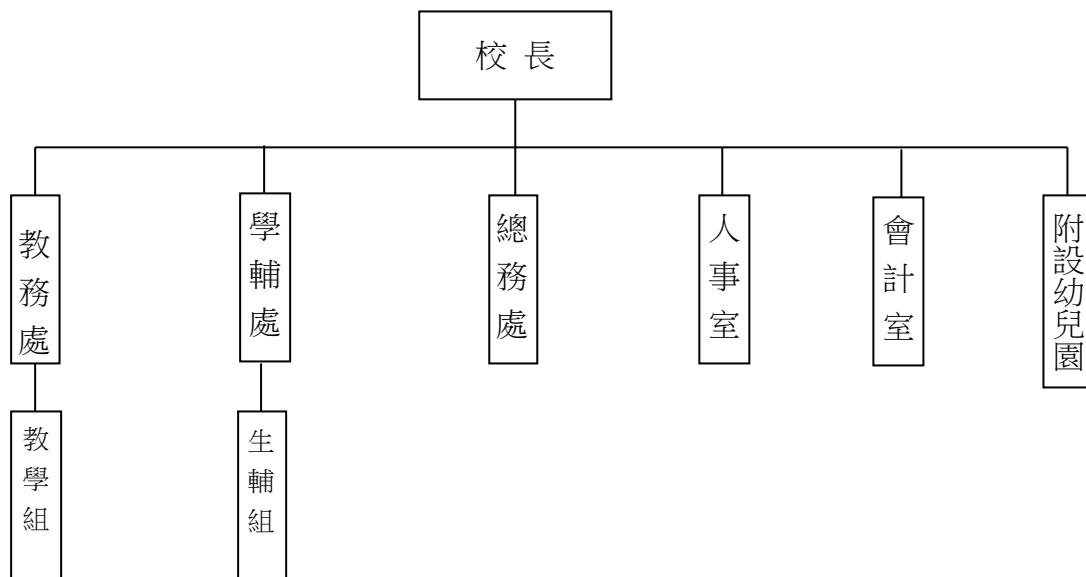 校長
教務處
學輔處
總務處
人事室
會計室
附設幼兒園
教學組
生輔組